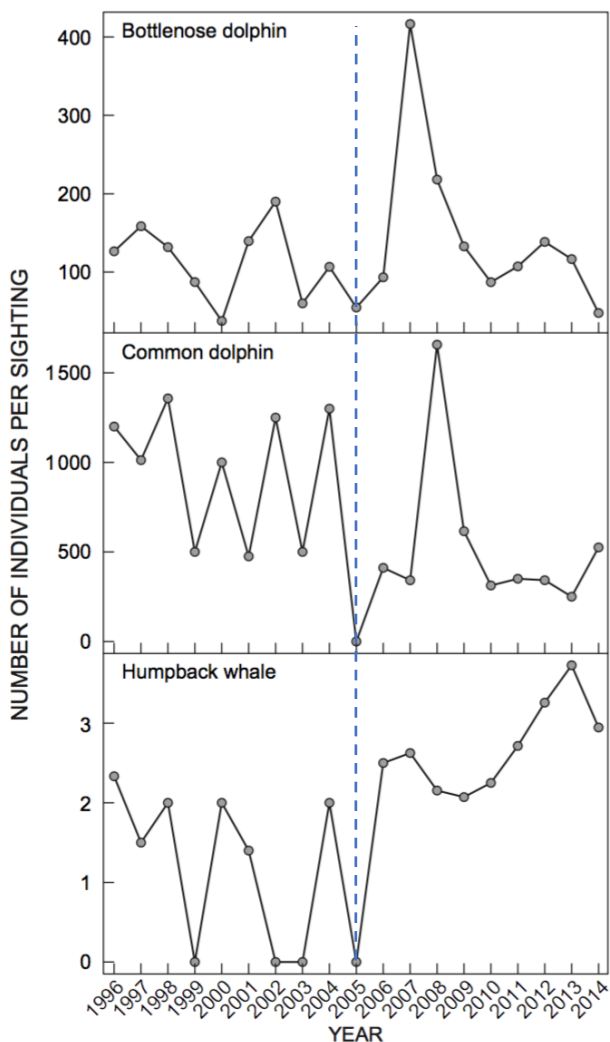 NUMBER OF INDIVIDUALS PER SIGHTING
Bottlenose dolphin
400
300
200
100
Common dolphin
1500
1000
500
0
Humpback whale
3
2
1
0
1996 1997 1998 1999 2000 2001 2002 2003 2004 2005 2006 2007 2008 2009 2010 2011 2012 2013 2014
YEAR